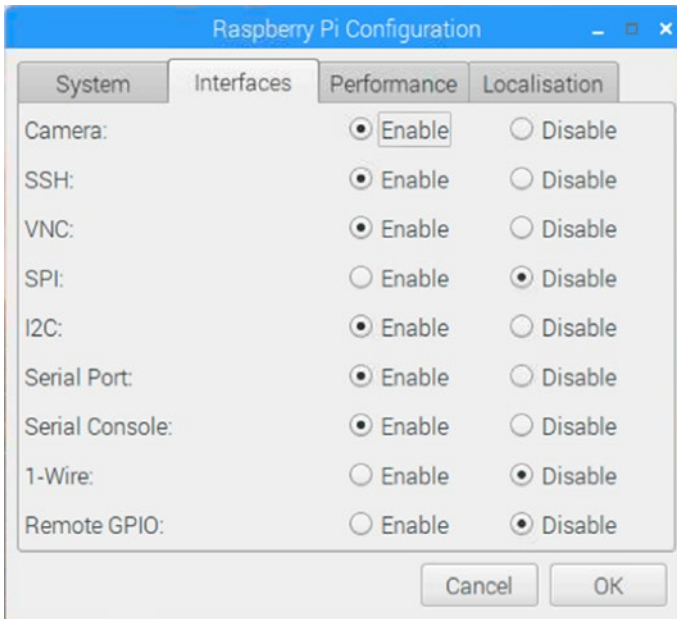 Raspberry Pi Configuration
System Interfaces Performance Localisation
Camera: Enable Disable
SSH: Enable Disable
VNC: Enable Disable
SPI: Enable Disable
I2C: Enable Disable
Serial Port: Enable Disable
Serial Console: Enable Disable
1-Wire: Enable Disable
Remote GPIO: Enable Disable
Cancel OK